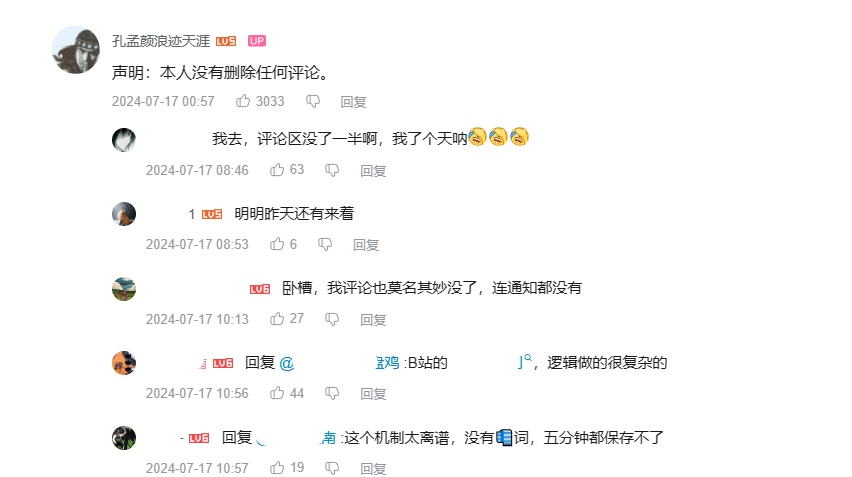 孔孟颜浪迹天涯 LV5 UP
声明：本人没有删除任何评论。
2024-07-17 00:57 3033 回复
我去，评论区没了一半啊，我了个天呐
2024-07-17 08:46 63 回复
1 LV5 明明昨天还有来着
2024-07-17 08:53 6 回复
LV6 卧槽，我评论也莫名其妙没了，连通知都没有
2024-07-17 10:13 27 回复
LV6 回复 @ 鸡 :B站的 ，逻辑做的很复杂的
2024-07-17 10:56 44 回复
- LV6 回复 南 :这个机制太离谱，没有词，五分钟都保存不了
2024-07-17 10:57 19 回复